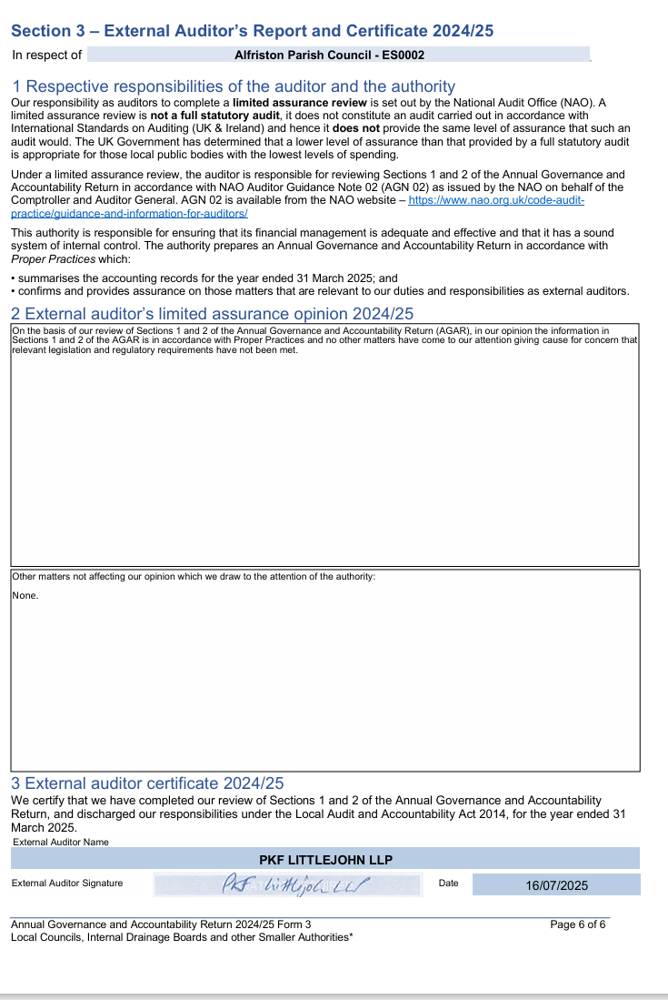 Section 3 – External Auditor’s Report and Certificate 2024/25
In respect of Alfriston Parish Council - ES0002
1 Respective responsibilities of the auditor and the authority
Our responsibility as auditors to complete a limited assurance review is set out by the National Audit Office (NAO). A
limited assurance review is not a full statutory audit, it does not constitute an audit carried out in accordance with
International Standards on Auditing (UK & Ireland) and hence it does not provide the same level of assurance that such an
audit would. The UK Government has determined that a lower level of assurance than that provided by a full statutory audit
is appropriate for those local public bodies with the lowest levels of spending.
Under a limited assurance review, the auditor is responsible for reviewing Sections 1 and 2 of the Annual Governance and
Accountability Return in accordance with NAO Auditor Guidance Note 02 (AGN 02) as issued by the NAO on behalf of the
Comptroller and Auditor General. AGN 02 is available from the NAO website – https://www.nao.org.uk/code-audit-
practice/guidance-and-information-for-auditors/
This authority is responsible for ensuring that its financial management is adequate and effective and that it has a sound
system of internal control. The authority prepares an Annual Governance and Accountability Return in accordance with
Proper Practices which:
• summarises the accounting records for the year ended 31 March 2025; and
• confirms and provides assurance on those matters that are relevant to our duties and responsibilities as external auditors.
2 External auditor’s limited assurance opinion 2024/25
On the basis of our review of Sections 1 and 2 of the Annual Governance and Accountability Return (AGAR), in our opinion the information in
Sections 1 and 2 of the AGAR is in accordance with Proper Practices and no other matters have come to our attention giving cause for concern that
relevant legislation and regulatory requirements have not been met.
Other matters not affecting our opinion which we draw to the attention of the authority:
None.
3 External auditor certificate 2024/25
We certify that we have completed our review of Sections 1 and 2 of the Annual Governance and Accountability
Return, and discharged our responsibilities under the Local Audit and Accountability Act 2014, for the year ended 31
March 2025.
External Auditor Name
PKF LITTLEJOHN LLP
External Auditor Signature PKF Littlejohn LLP Date 16/07/2025
Annual Governance and Accountability Return 2024/25 Form 3 Page 6 of 6
Local Councils, Internal Drainage Boards and other Smaller Authorities*